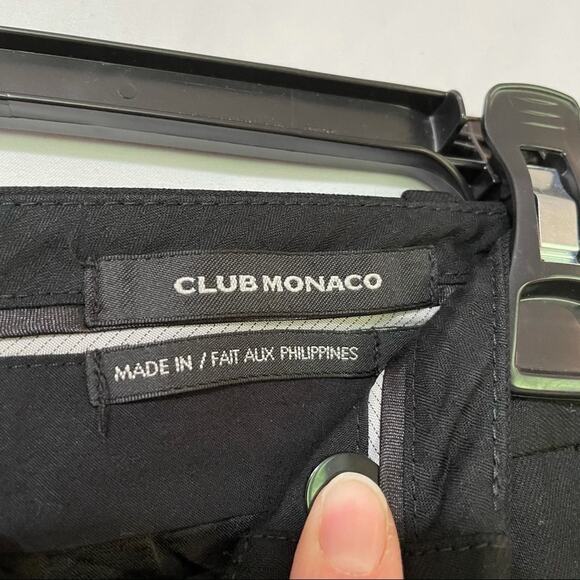 CLUB MONACO
MADE IN / FAIT AUX PHILIPPINES